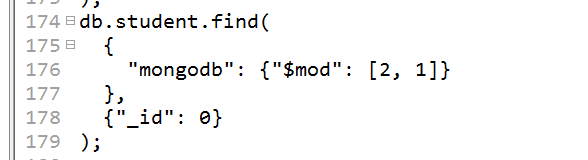 174 db.student.find(
175 {
176 "mongodb": {"$mod": [2, 1]}
177 },
178 {"_id": 0}
179 );